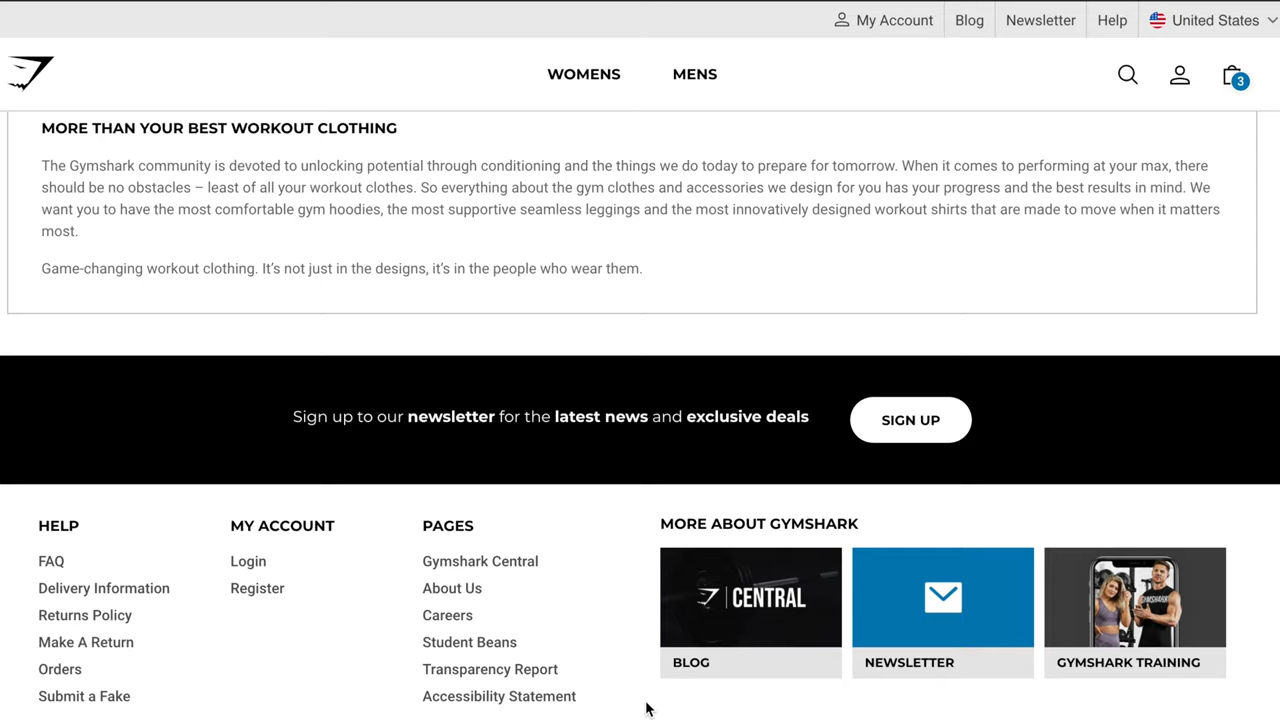 My Account
Blog
Newsletter
Help
United States
WOMENS
MENS
3
MORE THAN YOUR BEST WORKOUT CLOTHING
The Gymshark community is devoted to unlocking potential through conditioning and the things we do today to prepare for tomorrow. When it comes to performing at your max, there
should be no obstacles – least of all your workout clothes. So everything about the gym clothes and accessories we design for you has your progress and the best results in mind. We
want you to have the most comfortable gym hoodies, the most supportive seamless leggings and the most innovatively designed workout shirts that are made to move when it matters
most.
Game-changing workout clothing. It’s not just in the designs, it’s in the people who wear them.
Sign up to our newsletter for the latest news and exclusive deals
SIGN UP
HELP
FAQ
Delivery Information
Returns Policy
Make A Return
Orders
Submit a Fake
MY ACCOUNT
Login
Register
PAGES
Gymshark Central
About Us
Careers
Student Beans
Transparency Report
Accessibility Statement
MORE ABOUT GYMSHARK
CENTRAL
BLOG
NEWSLETTER
GYMSHARK
GYMSHARK TRAINING